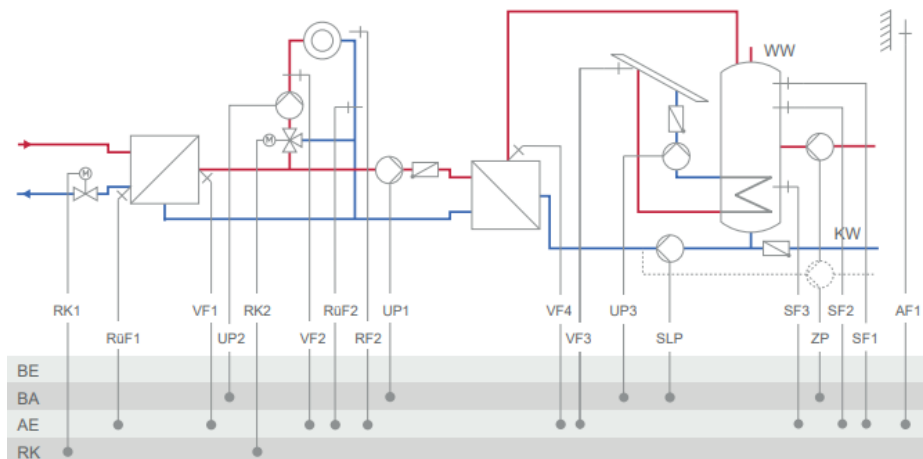 WW
M
M
KW
RK1 VF1 RK2 RüF2 UP1 VF4 UP3 SF3 SF2 AF1
RüF1 UP2 VF2 RF2 VF3 SLP ZP SF1
BE
BA
AE
RK